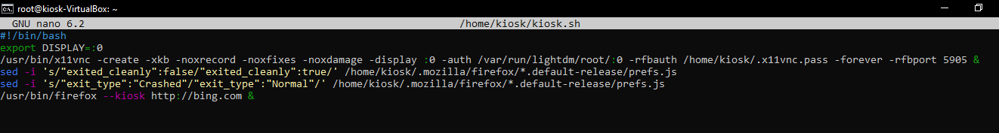 root@kiosk-VirtualBox: ~
GNU nano 6.2 /home/kiosk/kiosk.sh
#!/bin/bash
export DISPLAY=:0
/usr/bin/x11vnc -create -xkb -noxrecord -noxfixes -noxdamage -display :0 -auth /var/run/lightdm/root/:0 -rfbauth /home/kiosk/.x11vnc.pass -forever -rfbport 5905 &
sed -i 's/"exited_cleanly":false/"exited_cleanly":true/' /home/kiosk/.mozilla/firefox/*.default-release/prefs.js
sed -i 's/"exit_type":"Crashed"/"exit_type":"Normal"/' /home/kiosk/.mozilla/firefox/*.default-release/prefs.js
/usr/bin/firefox --kiosk http://bing.com &